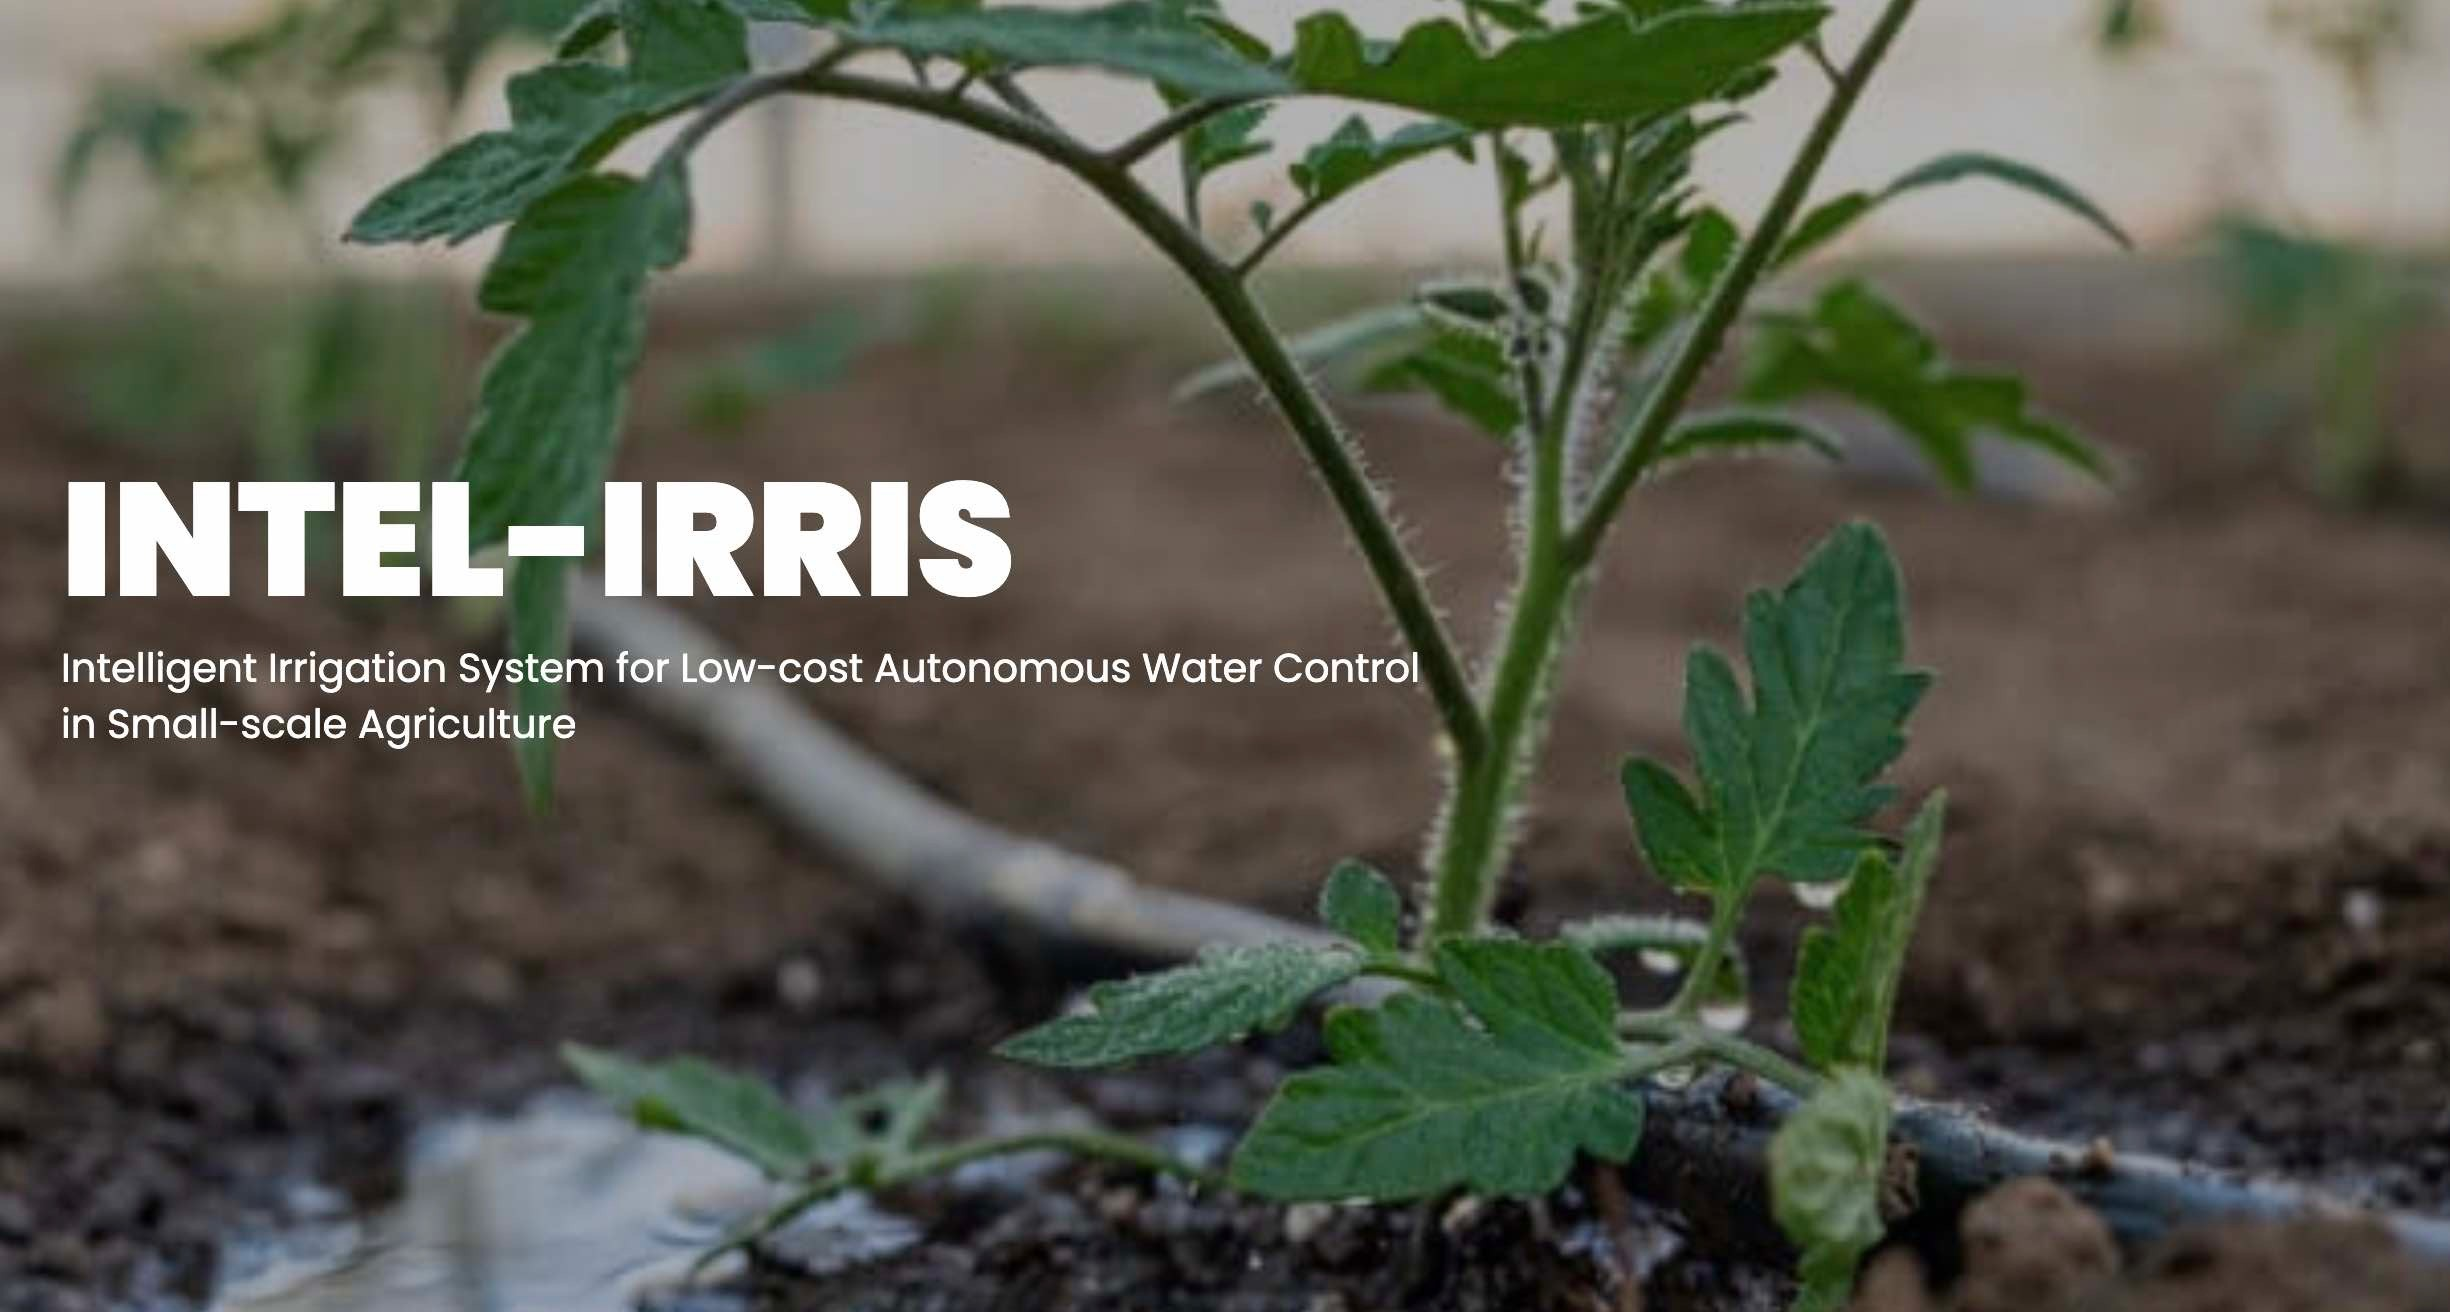 INTEL-IRRIS
Intelligent Irrigation System for Low-cost Autonomous Water Control
in Small-scale Agriculture